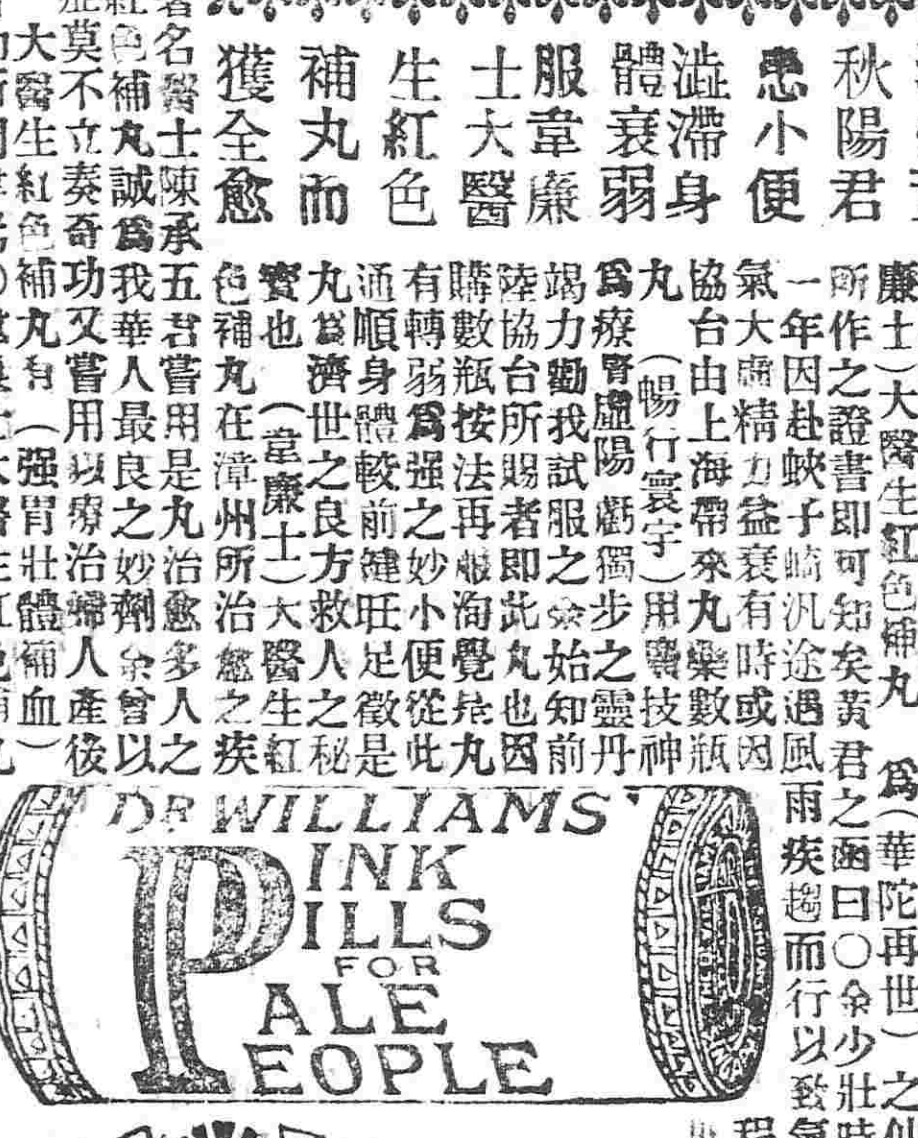 秋陽君
患小便
澁滯身
體衰弱
服韋廉
士大醫
生紅色
補丸而
獲全愈
廉士）大醫生紅色補丸　爲（華陀再世）之仙
所作之證書即可知矣黃君之函曰〇余少壯時
一年因赴蛺子崎汎途遇風雨疾趨而行以致氣
氣大虧精力益衰有時或因
協台由上海帶來丸藥數瓶
丸　（暢行寰宇）用醫技神
爲療腎虛陽虧獨步之靈丹
竭力勸我試服之余始知前
陸協台所賜者即此丸也因
購數瓶按法再服洵覺是丸
有轉弱爲强之妙小便從此
通順身體較前健旺足徵是
丸爲濟世之良方救人之秘
寶也　（韋廉士）大醫生紅
色補丸在漳州所治愈之疾
著名醫士陳承五君嘗用是丸治愈多人之
紅色補丸誠爲我華人最良之妙劑余曾以
症莫不立奏奇功又嘗用以療治婦人產後
大醫生紅色補丸有（强胃壯體補血）
DR WILLIAMS'
PINK
PILLS
FOR
PALE
PEOPLE